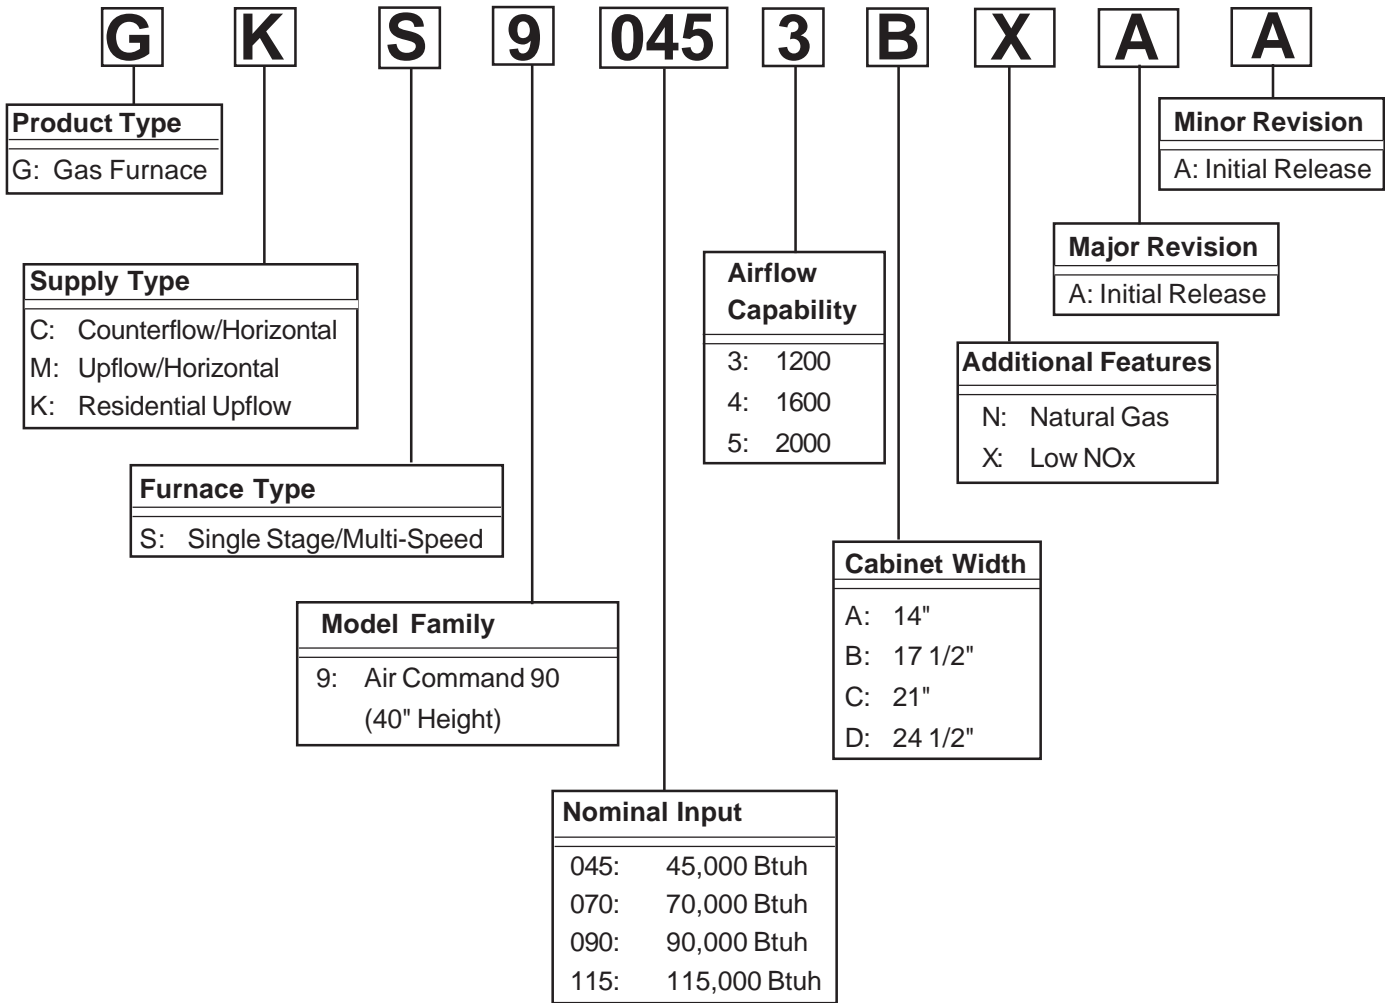 G K S 9 045 3 B X A A
Product Type
G: Gas Furnace
Minor Revision
A: Initial Release
Major Revision
A: Initial Release
Supply Type
C: Counterflow/Horizontal
M: Upflow/Horizontal
K: Residential Upflow
Airflow
Capability
3: 1200
4: 1600
5: 2000
Additional Features
N: Natural Gas
X: Low NOx
Furnace Type
S: Single Stage/Multi-Speed
Cabinet Width
A: 14"
B: 17 1/2"
C: 21"
D: 24 1/2"
Model Family
9: Air Command 90
(40" Height)
Nominal Input
045: 45,000 Btuh
070: 70,000 Btuh
090: 90,000 Btuh
115: 115,000 Btuh